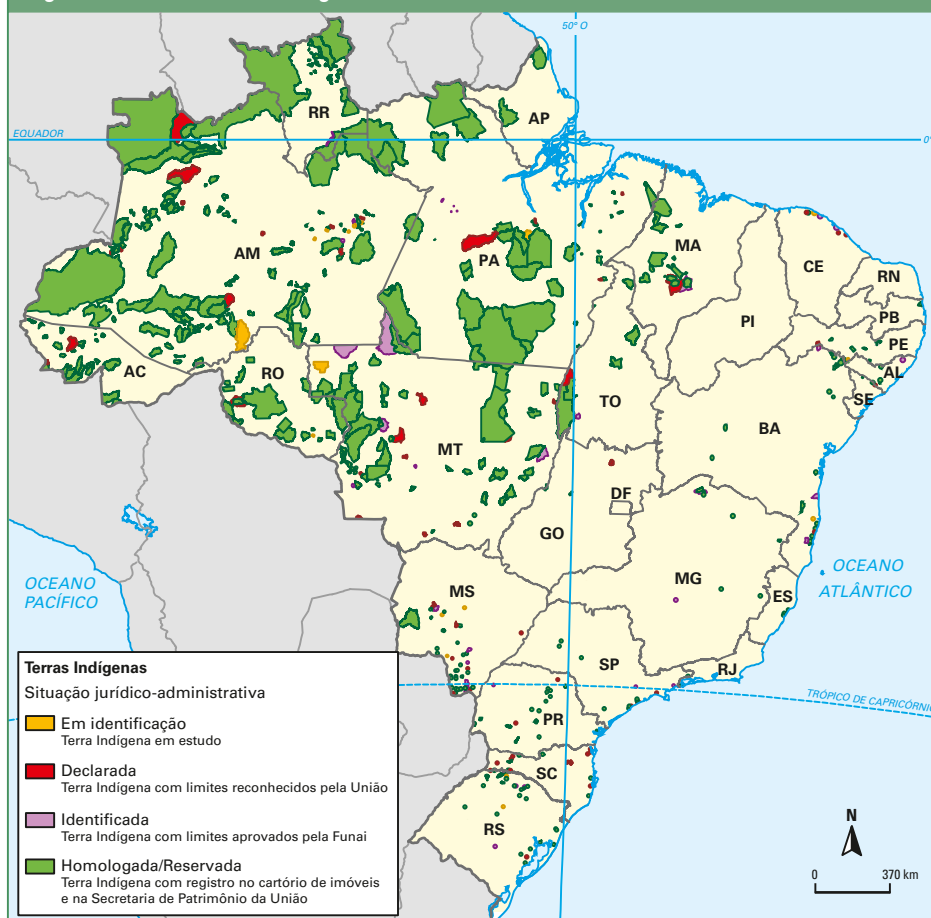 50° O
EQUADOR
0°
RR
AP
AM
PA
MA
CE
RN
PB
PE
AL
SE
PI
AC
RO
TO
BA
MT
DF
GO
MG
ES
MS
SP
RJ
PR
SC
RS
OCEANO
PACÍFICO
OCEANO
ATLÂNTICO
TRÓPICO DE CAPRICÓRNIO
Terras Indígenas
Situação jurídico-administrativa
Em identificação
Terra Indígena em estudo
Declarada
Terra Indígena com limites reconhecidos pela União
Identificada
Terra Indígena com limites aprovados pela Funai
Homologada/Reservada
Terra Indígena com registro no cartório de imóveis
e na Secretaria de Patrimônio da União
N
0 370 km